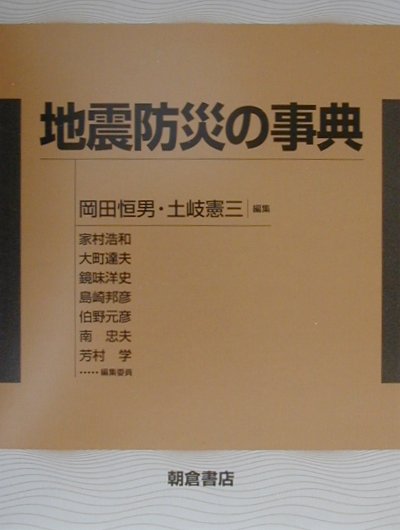 地震防災の事典
岡田恒男・土岐憲三 編集
家村浩和
大町達夫
鏡味洋史
島崎邦彦
伯野元彦
南 忠夫
芳村 学
・・・・・編集委員
朝倉書店